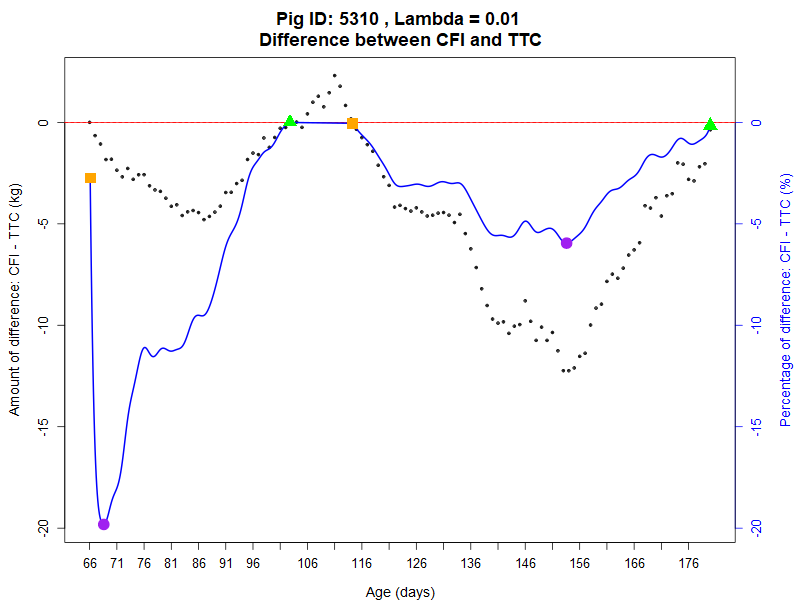 Pig ID: 5310 , Lambda = 0.01
Difference between CFI and TTC
Amount of difference: CFI - TTC (kg)
0
-5
-10
-15
-20
0
-5
-10
-15
-20
Percentage of difference: CFI - TTC (%)
66 71 76 81 86 91 96 106 116 126 136 146 156 166 176
Age (days)